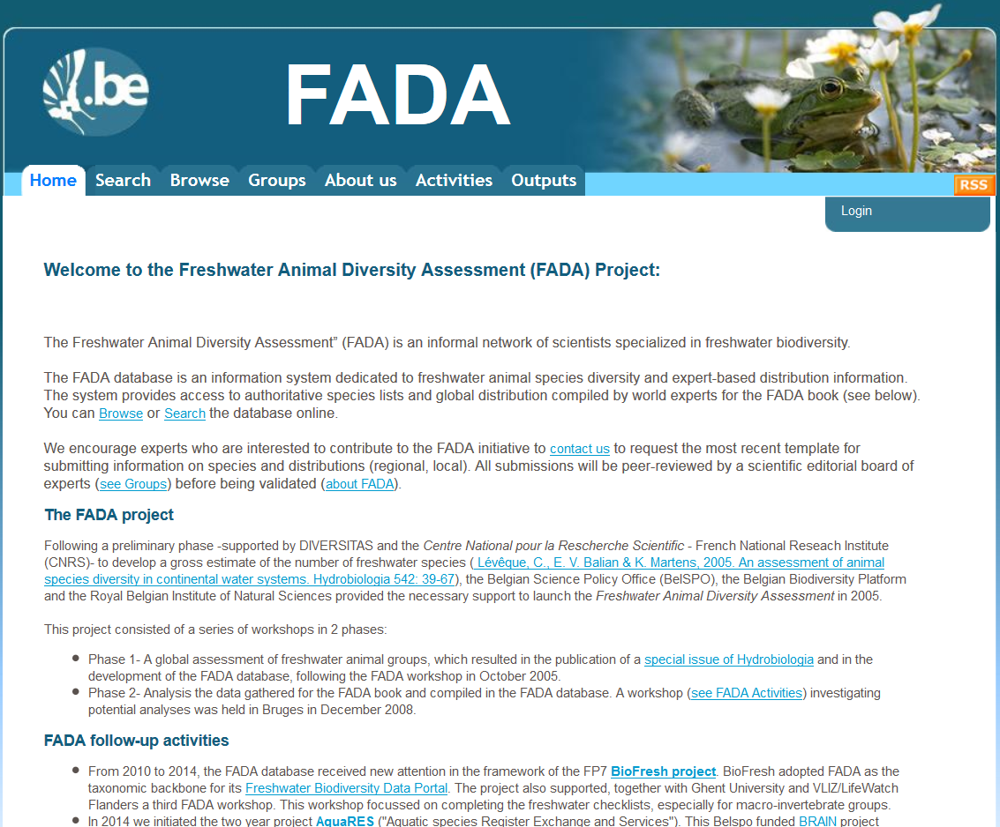 .be
FADA
Home Search Browse Groups About us Activities Outputs
RSS
Login
Welcome to the Freshwater Animal Diversity Assessment (FADA) Project:
The Freshwater Animal Diversity Assessment” (FADA) is an informal network of scientists specialized in freshwater biodiversity.
The FADA database is an information system dedicated to freshwater animal species diversity and expert-based distribution information.
The system provides access to authoritative species lists and global distribution compiled by world experts for the FADA book (see below).
You can Browse or Search the database online.
We encourage experts who are interested to contribute to the FADA initiative to contact us to request the most recent template for
submitting information on species and distributions (regional, local). All submissions will be peer-reviewed by a scientific editorial board of
experts (see Groups) before being validated (about FADA).
The FADA project
Following a preliminary phase -supported by DIVERSITAS and the Centre National pour la Rescherche Scientific - French National Reseach Institute
(CNRS)- to develop a gross estimate of the number of freshwater species ( Lévêque, C., E. V. Balian & K. Martens, 2005. An assessment of animal
species diversity in continental water systems. Hydrobiologia 542: 39-67), the Belgian Science Policy Office (BelSPO), the Belgian Biodiversity Platform
and the Royal Belgian Institute of Natural Sciences provided the necessary support to launch the Freshwater Animal Diversity Assessment in 2005.
This project consisted of a series of workshops in 2 phases:
Phase 1- A global assessment of freshwater animal groups, which resulted in the publication of a special issue of Hydrobiologia and in the
development of the FADA database, following the FADA workshop in October 2005.
Phase 2- Analysis the data gathered for the FADA book and compiled in the FADA database. A workshop (see FADA Activities) investigating
potential analyses was held in Bruges in December 2008.
FADA follow-up activities
From 2010 to 2014, the FADA database received new attention in the framework of the FP7 BioFresh project. BioFresh adopted FADA as the
taxonomic backbone for its Freshwater Biodiversity Data Portal. The project also supported, together with Ghent University and VLIZ/LifeWatch
Flanders a third FADA workshop. This workshop focussed on completing the freshwater checklists, especially for macro-invertebrate groups.
In 2014 we initiated the two year project AquaRES ("Aquatic species Register Exchange and Services"). This Belspo funded BRAIN project